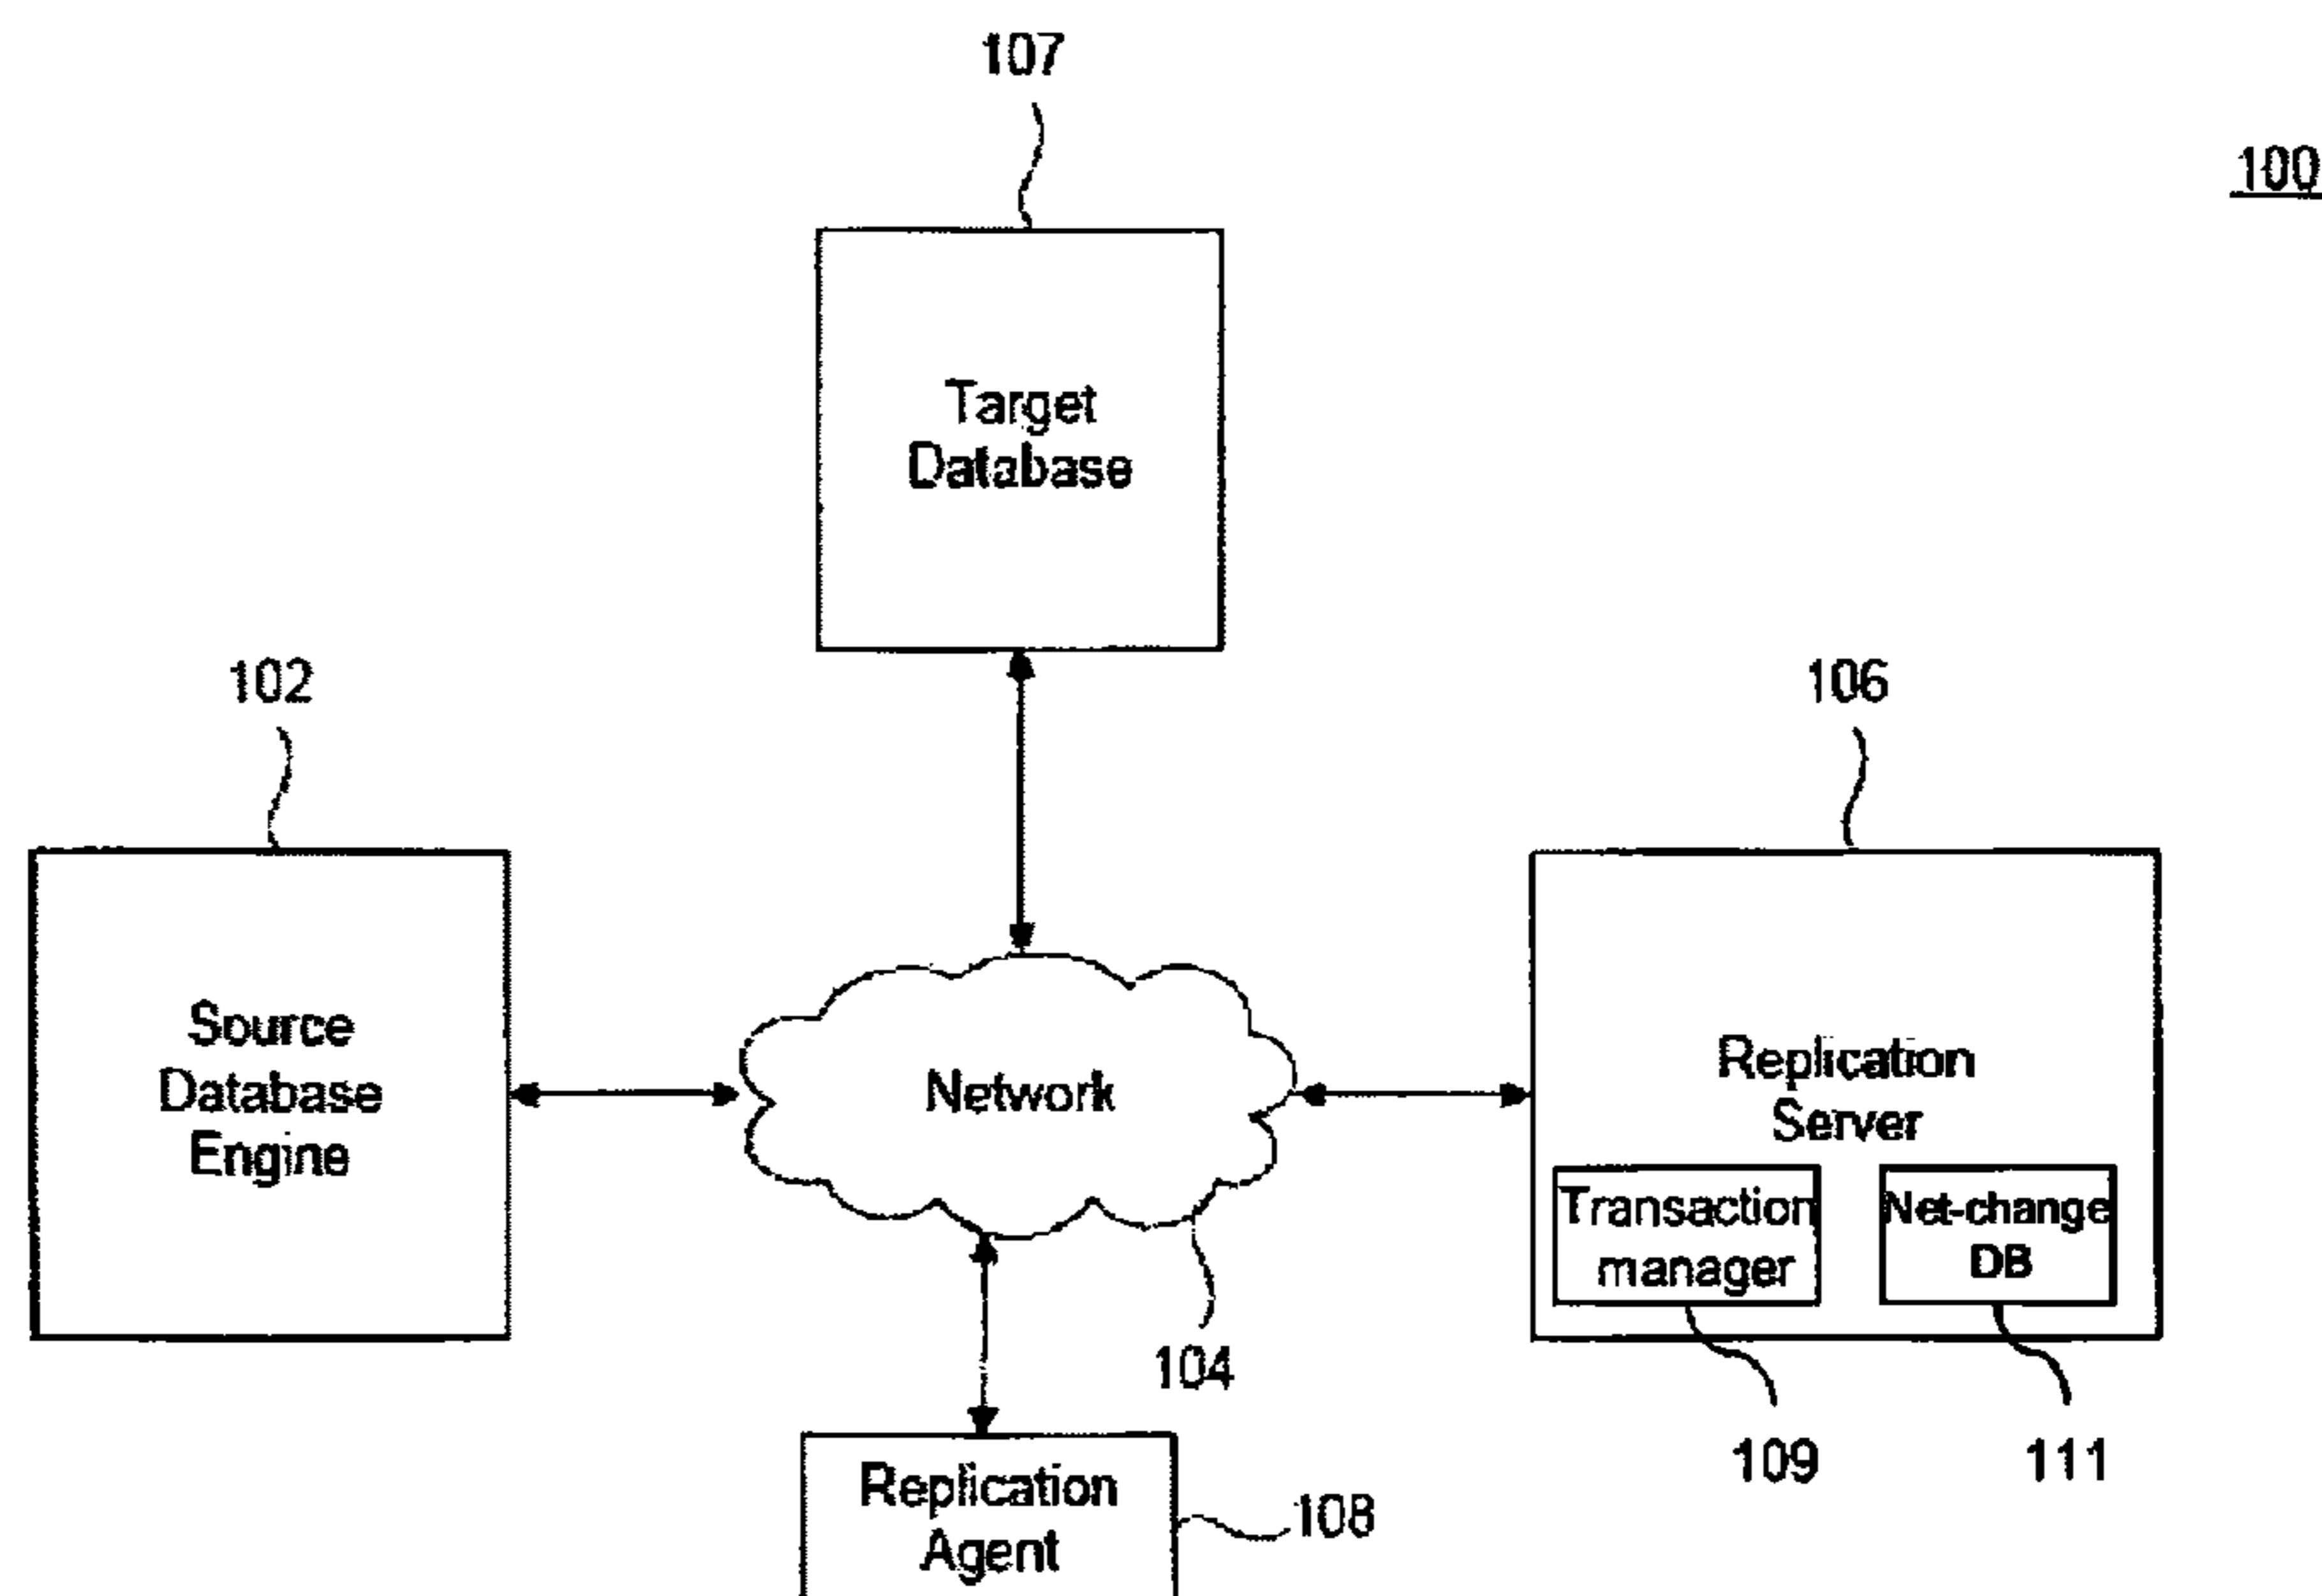 107
100
Target
Database
102
106
Source
Database
Engine
Network
Replication
Server
Transaction
manager
Net-change
DB
104
109
111
Replication
Agent
108